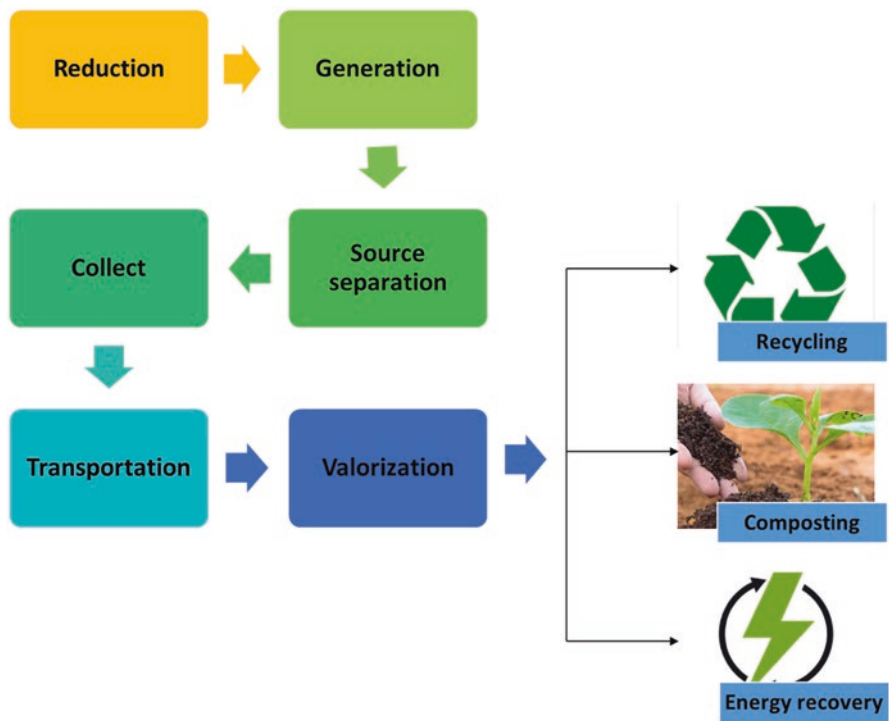 Reduction
Generation
Source
separation
Collect
Transportation
Valorization
Recycling
Composting
Energy recovery